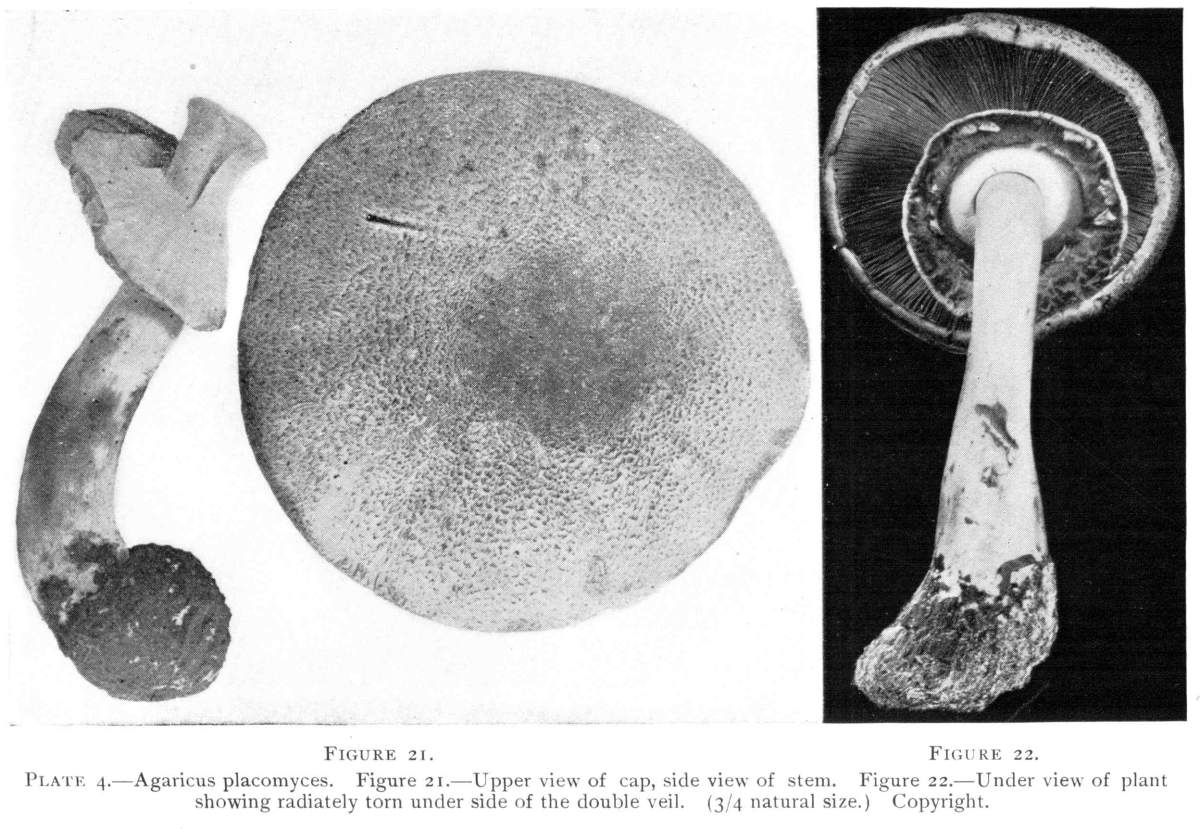 FIGURE 21.
FIGURE 22.
PLATE 4.—Agaricus placomyces. Figure 21.—Upper view of cap, side view of stem. Figure 22.—Under view of plant
showing radiately torn under side of the double veil. (3/4 natural size.) Copyright.